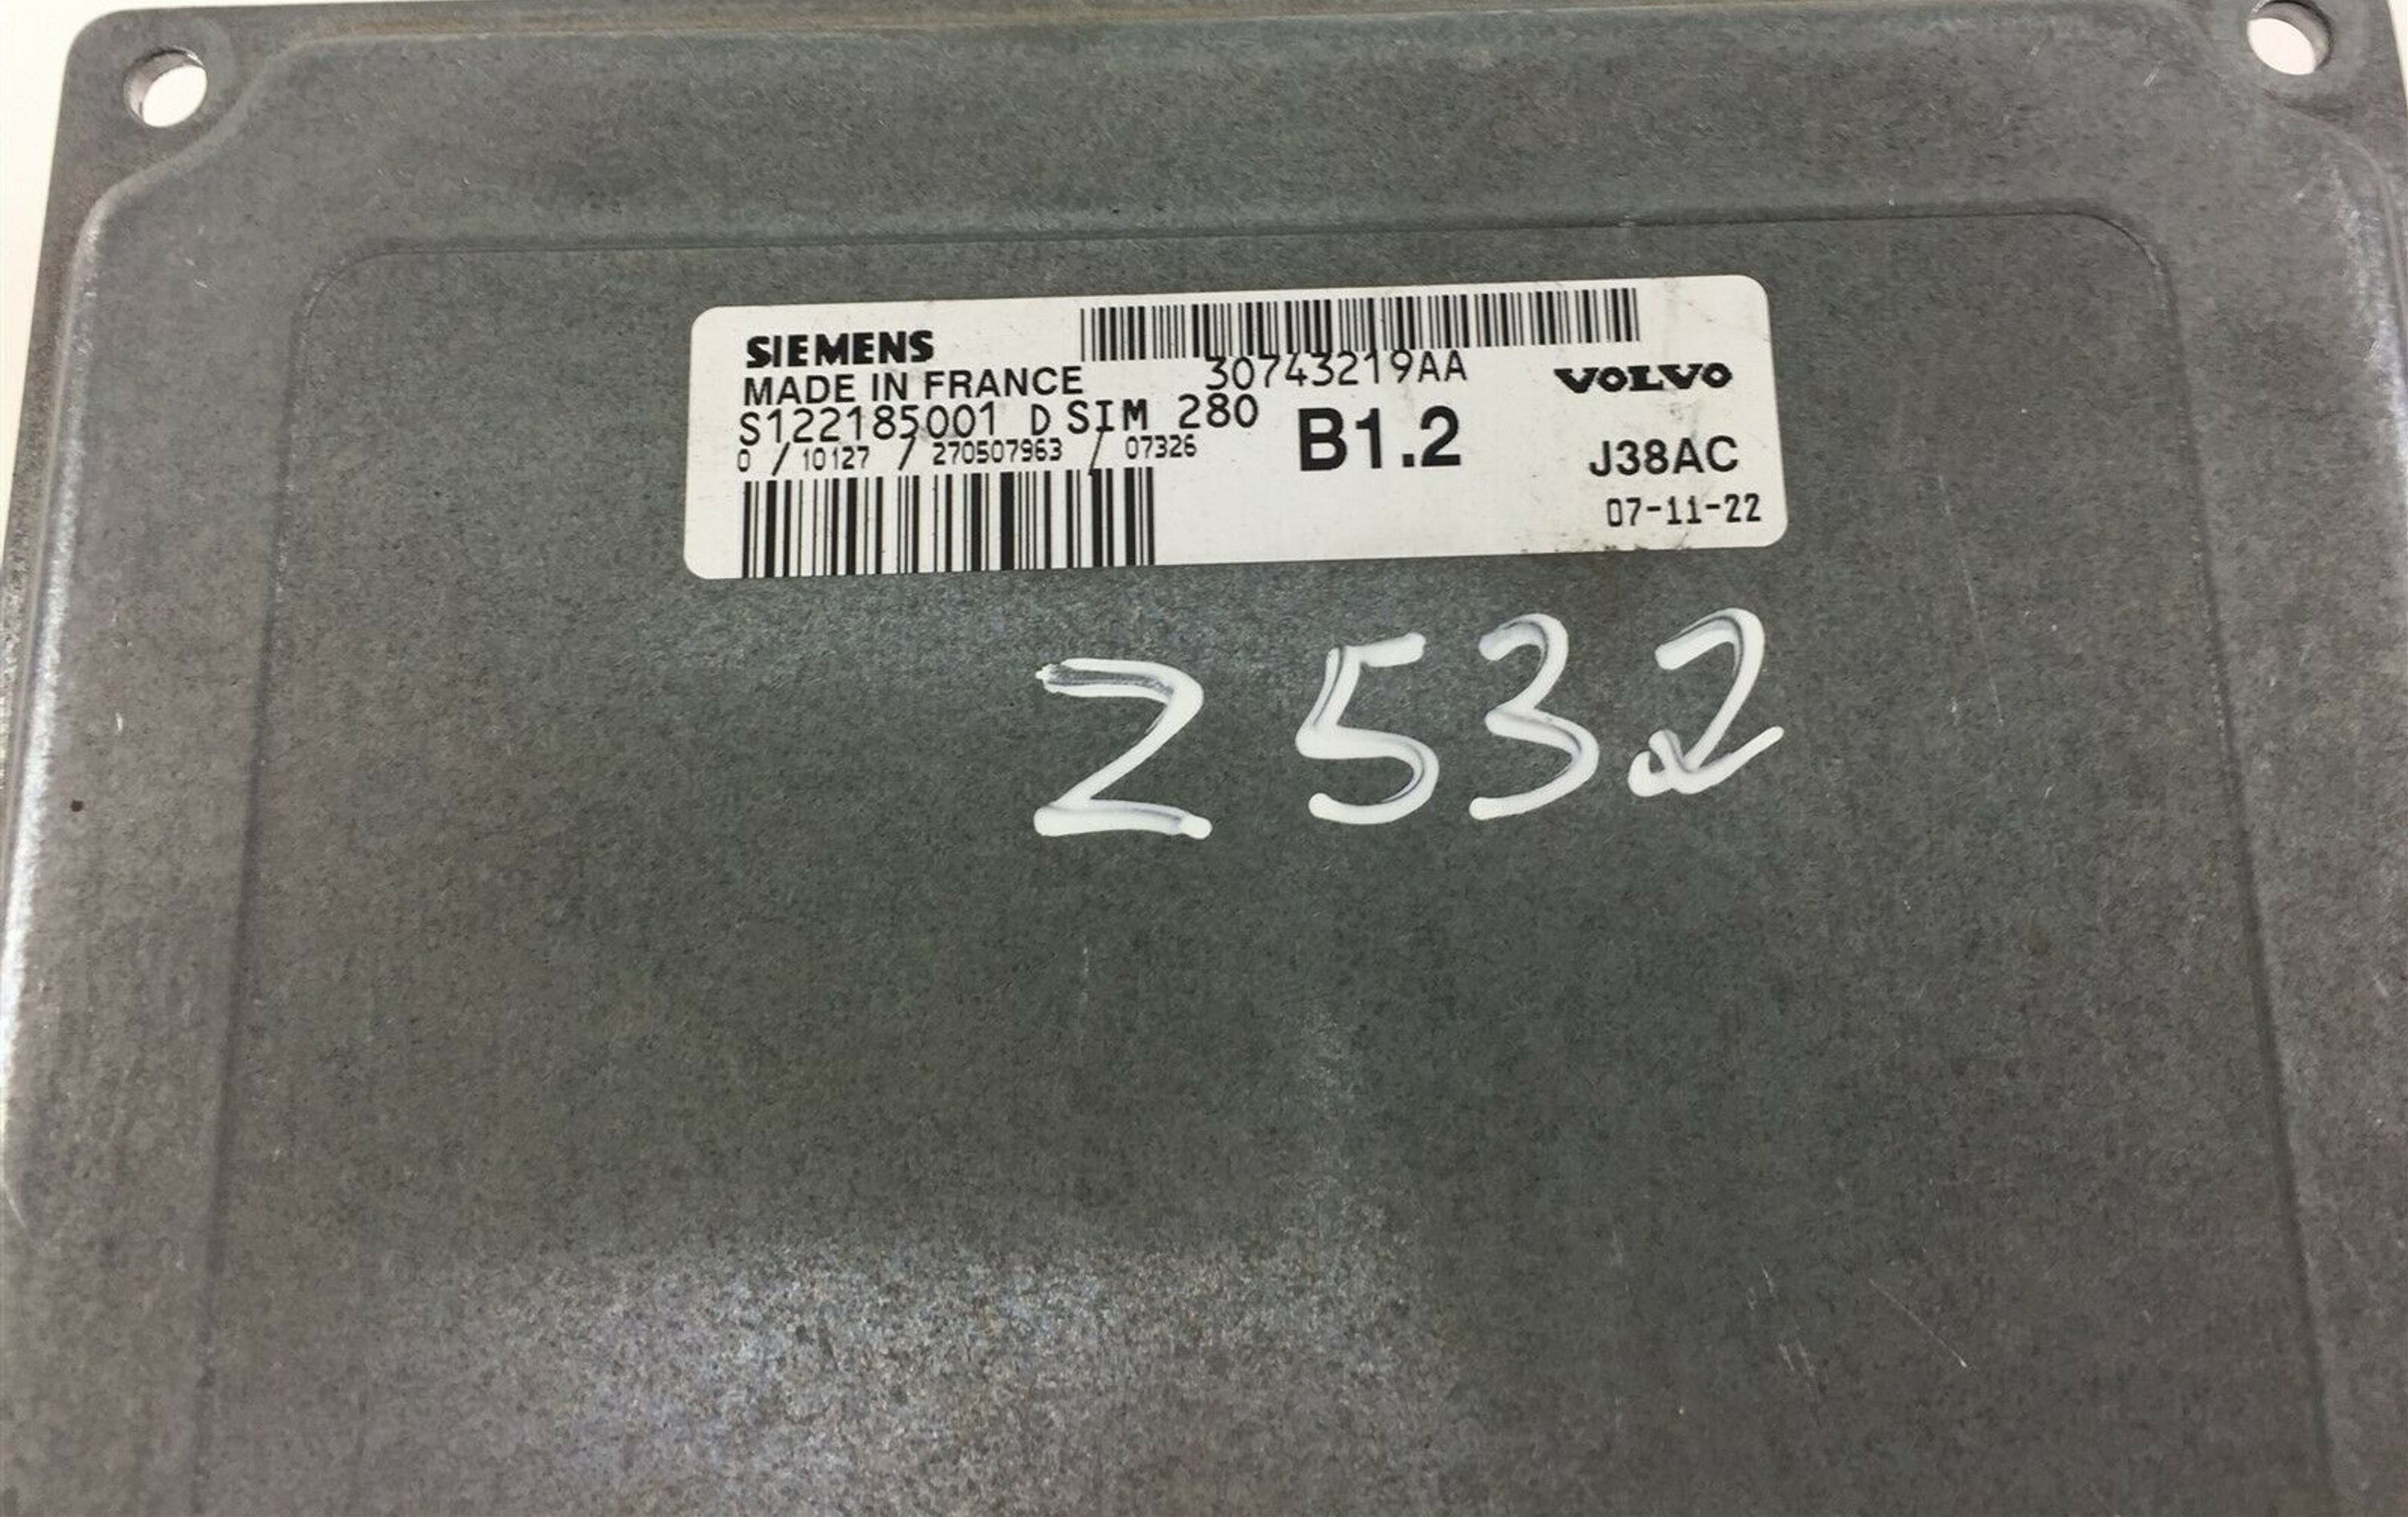 SIEMENS
MADE IN FRANCE 30743219AA VOLVO
S122185001 D SIM 280 B1.2
0 / 10127 / 270507963 / 07326 J38AC
07-11-22
2532